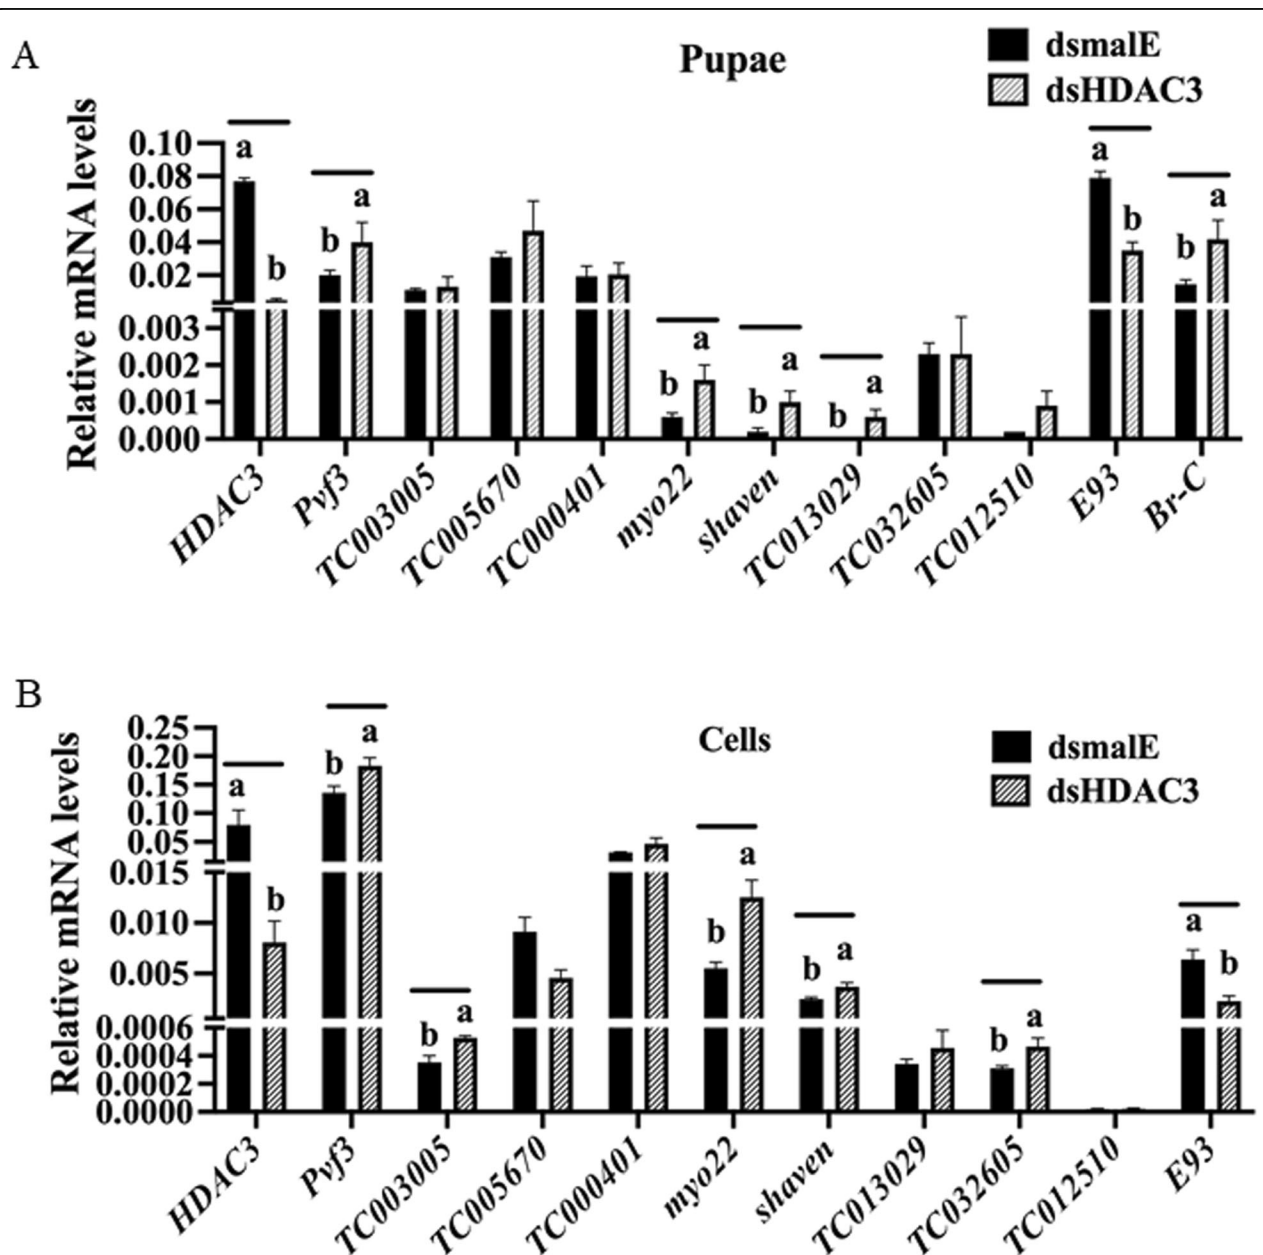 A
Pupae
dsmalE
dsHDAC3
Relative mRNA levels
0.10
0.08
0.06
0.04
0.02
0.003
0.002
0.001
0.000
a
b
b
a
b
a
b
a
b
a
a
b
b
a
HDAC3
Pvf3
TC003005
TC005670
TC000401
myo22
shaven
TC013029
TC032605
TC012510
E93
Br-C
B
Cells
dsmalE
dsHDAC3
Relative mRNA levels
0.25
0.20
0.15
0.10
0.05
0.015
0.010
0.005
0.0006
0.0004
0.0002
0.0000
a
b
b
a
b
a
b
a
b
a
b
a
a
b
HDAC3
Pvf3
TC003005
TC005670
TC000401
myo22
shaven
TC013029
TC032605
TC012510
E93